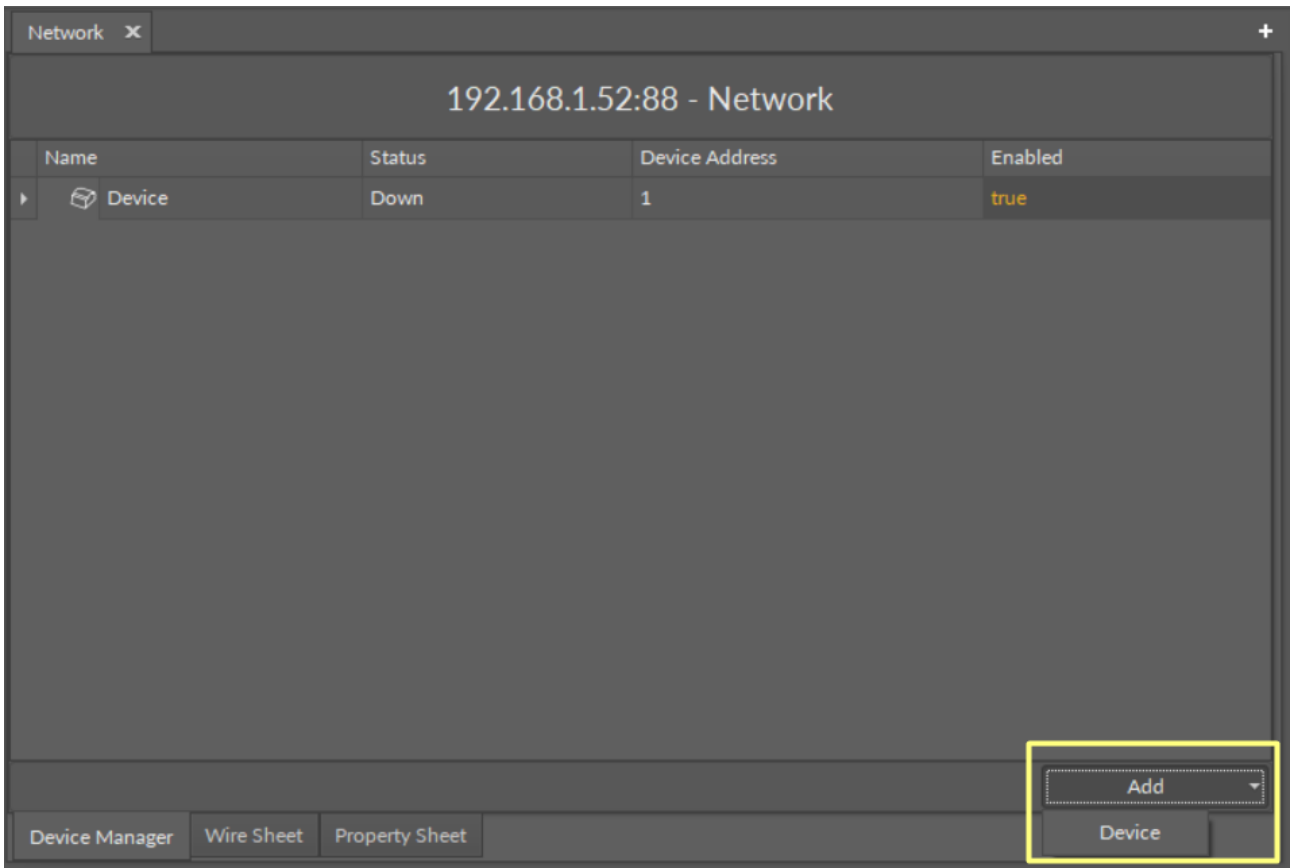 Network
192.168.1.52:88 - Network
Name Status Device Address Enabled
Device Down 1 true
Add
Device Manager Wire Sheet Property Sheet Device